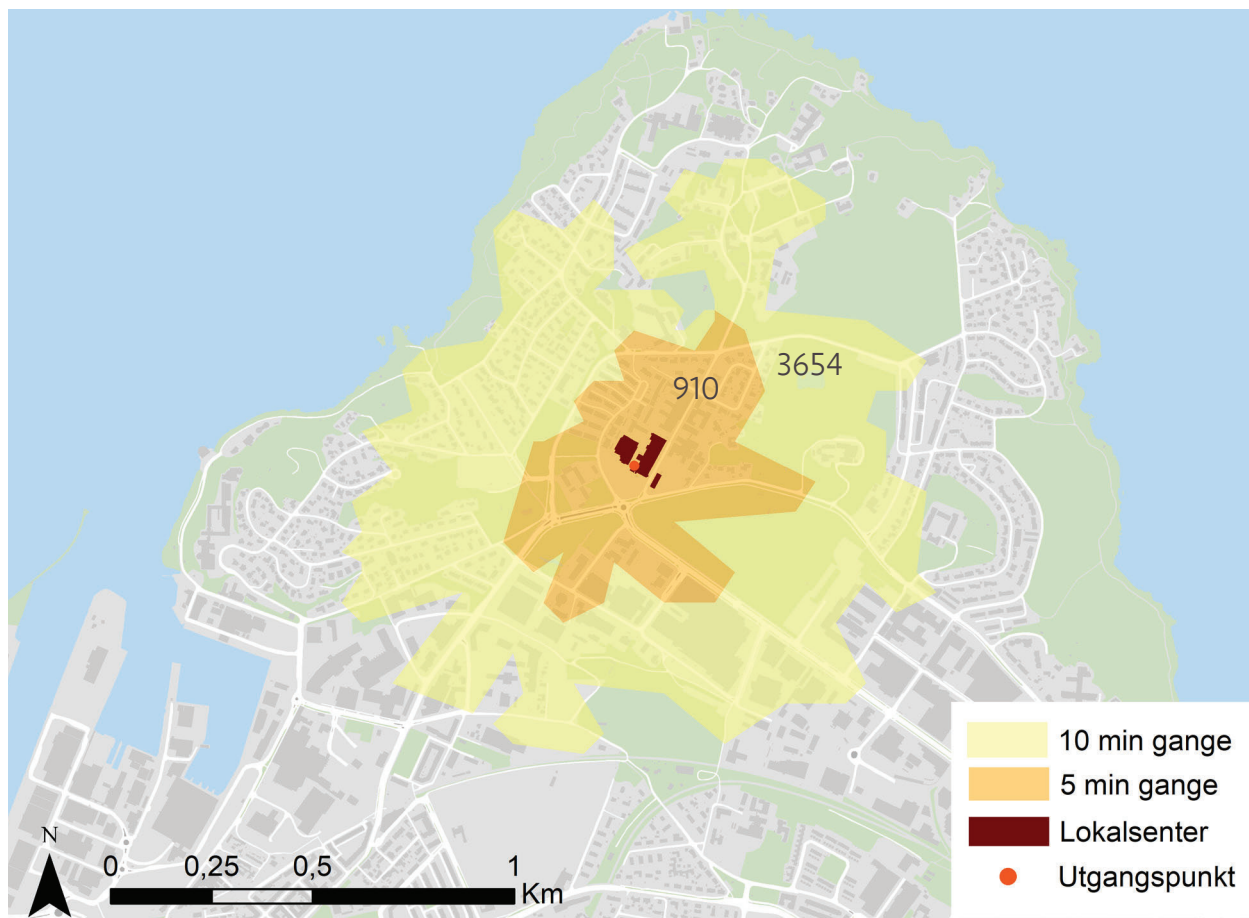 3654
910
10 min gange
5 min gange
Lokalsenter
Utgangspunkt
N
0 0,25 0,5 1
Km